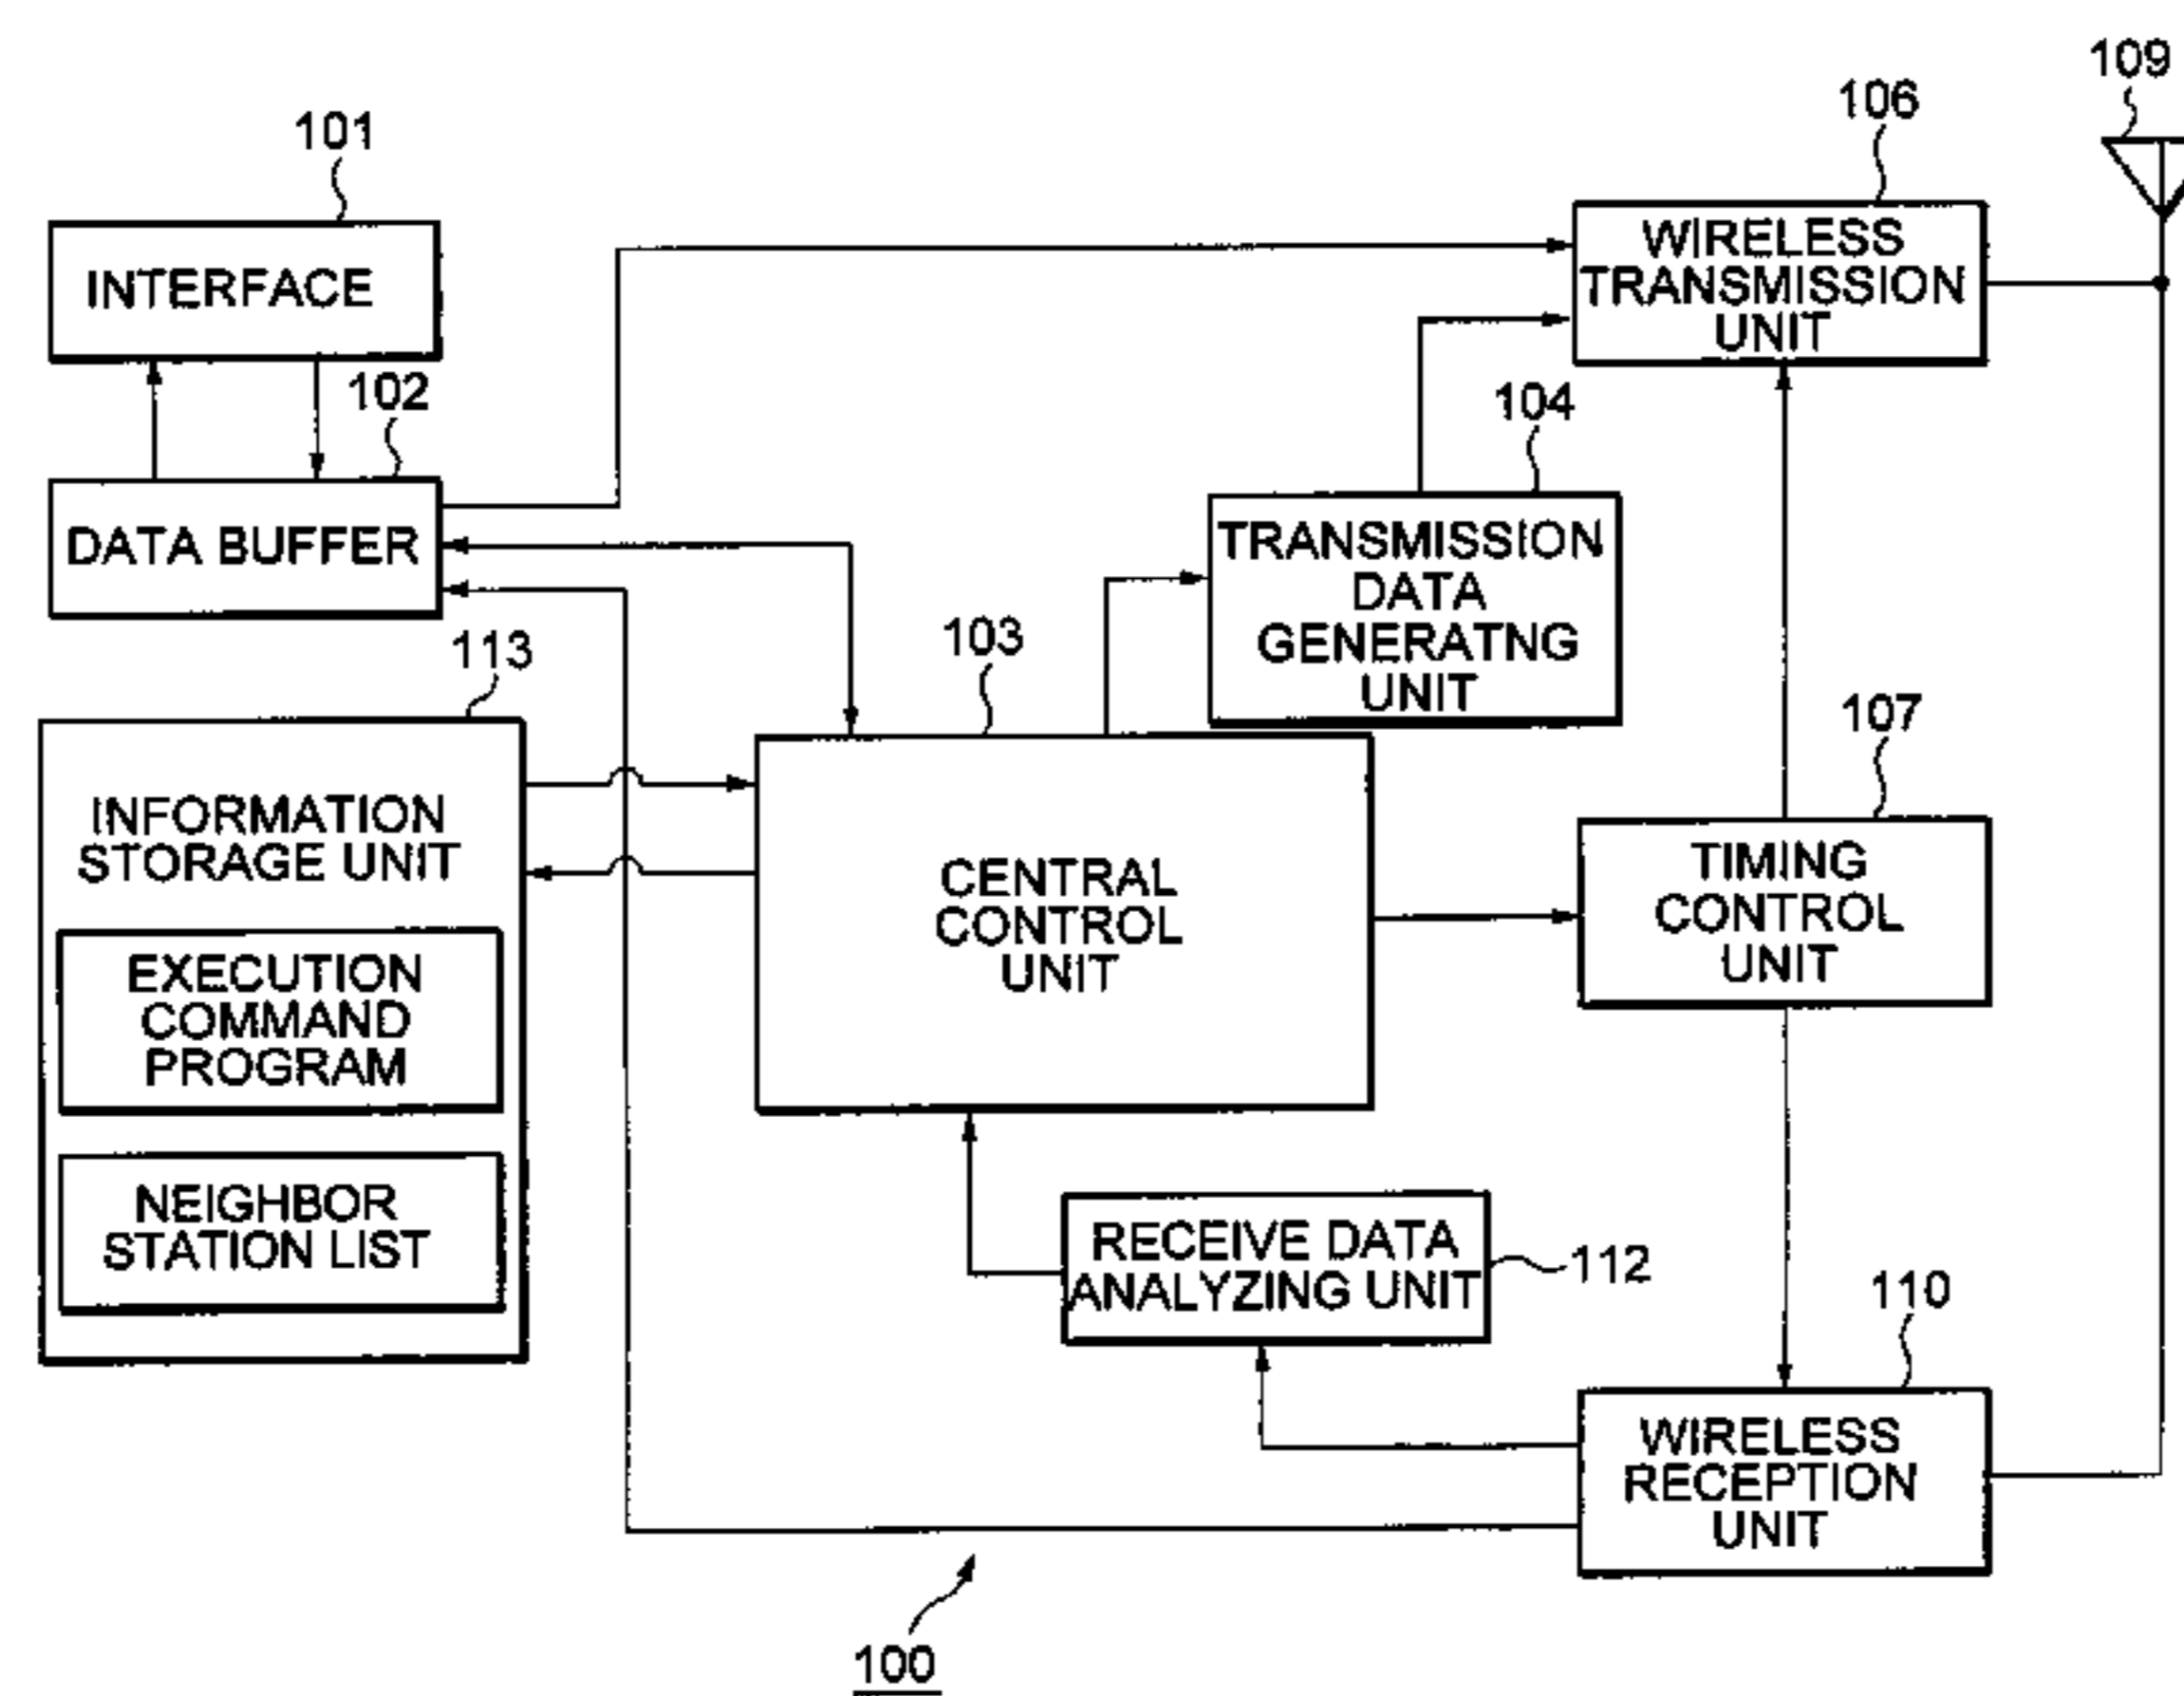 109
106
101
WIRELESS
TRANSMISSION
UNIT
INTERFACE
102
104
DATA BUFFER
TRANSMISSION
DATA
GENERATNG
UNIT
113
103
107
INFORMATION
STORAGE UNIT
CENTRAL
CONTROL
UNIT
TIMING
CONTROL
UNIT
EXECUTION
COMMAND
PROGRAM
NEIGHBOR
STATION LIST
RECEIVE DATA
ANALYZING UNIT
112
110
WIRELESS
RECEPTION
UNIT
100